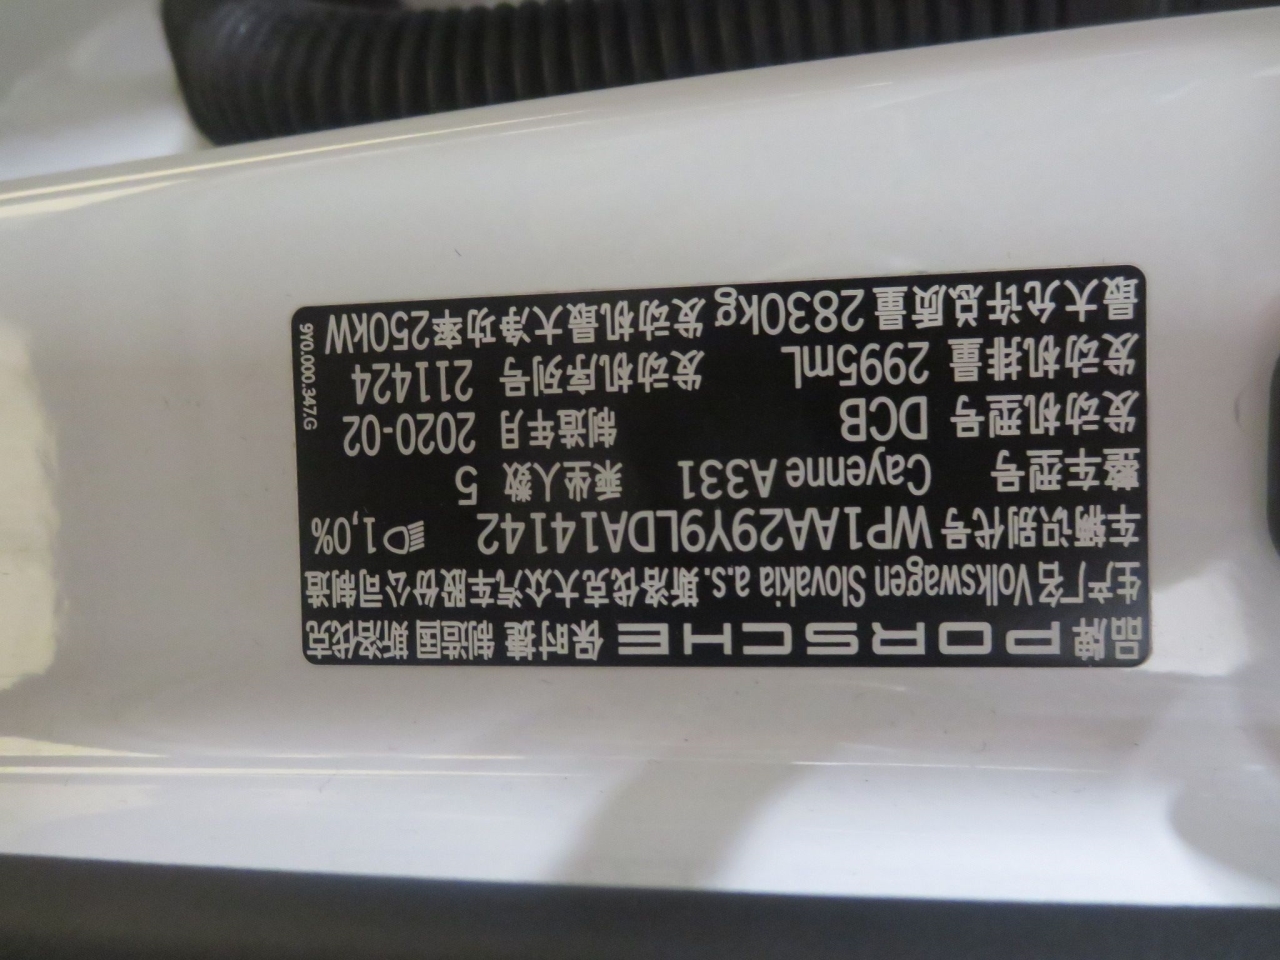 品牌 PORSCHE 保时捷 制造国 斯洛伐克
生产厂名 Volkswagen Slovakia a.s. 斯洛伐克大众汽车股份公司制造
车辆识别代号 WP1AA29Y9LDA14142 1,0%
整车型号 Cayenne A331 乘坐人数 5
发动机型号 DCB 制造年月 2020-02
发动机排量 2995mL 发动机序列号 211424
最大允许总质量 2830kg 发动机最大净功率 250kW
9Y0.000.347.G